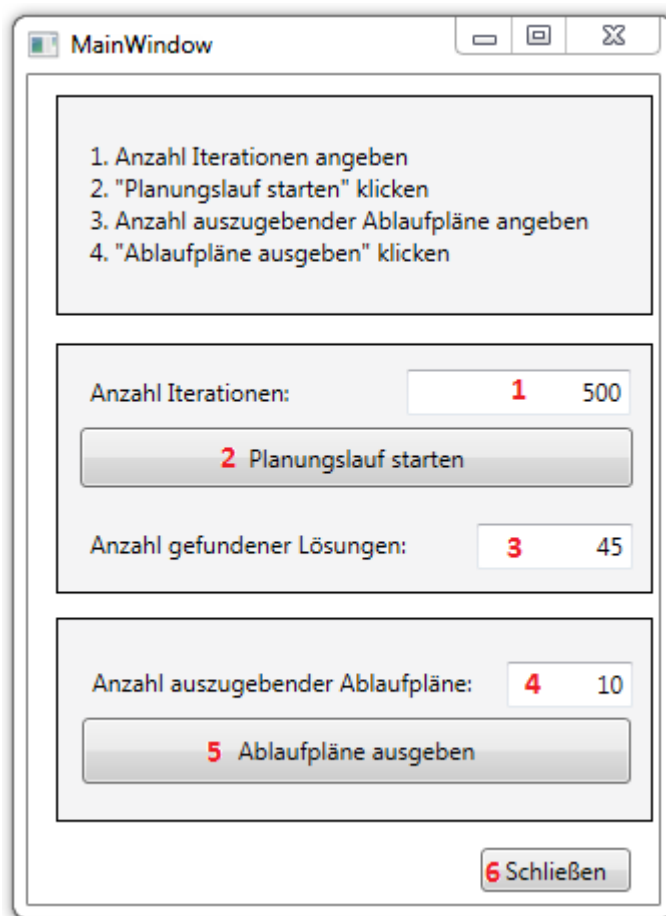 MainWindow
1. Anzahl Iterationen angeben
2. "Planungslauf starten" klicken
3. Anzahl auszugebender Ablaufpläne angeben
4. "Ablaufpläne ausgeben" klicken
Anzahl Iterationen: 1 500
2 Planungslauf starten
Anzahl gefundener Lösungen: 3 45
Anzahl auszugebender Ablaufpläne: 4 10
5 Ablaufpläne ausgeben
6 Schließen